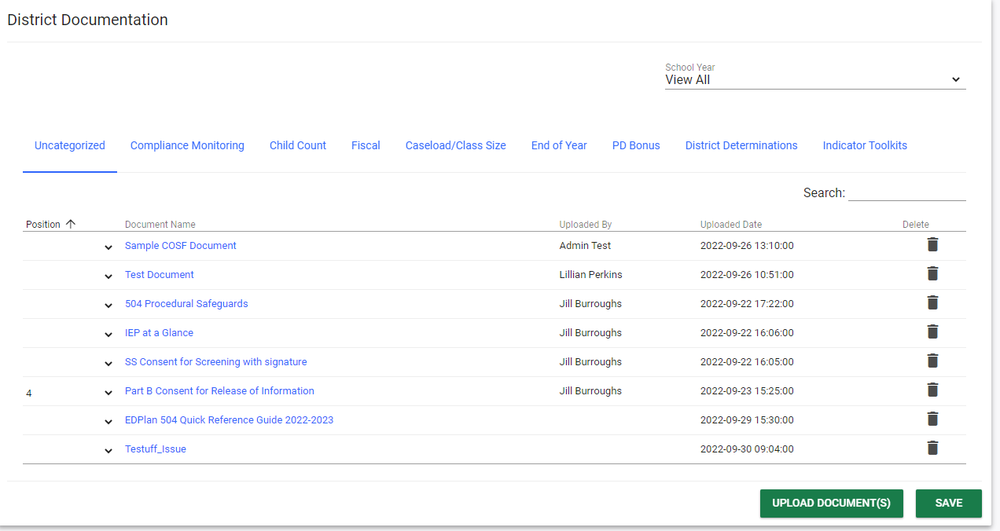 District Documentation
School Year
View All
Uncategorized Compliance Monitoring Child Count Fiscal Caseload/Class Size End of Year PD Bonus District Determinations Indicator Toolkits
Search:
Position Document Name Uploaded By Uploaded Date Delete
Sample COSF Document Admin Test 2022-09-26 13:10:00
Test Document Lillian Perkins 2022-09-26 10:51:00
504 Procedural Safeguards Jill Burroughs 2022-09-22 17:22:00
IEP at a Glance Jill Burroughs 2022-09-22 16:06:00
SS Consent for Screening with signature Jill Burroughs 2022-09-22 16:05:00
4 Part B Consent for Release of Information Jill Burroughs 2022-09-23 15:25:00
EDPlan 504 Quick Reference Guide 2022-2023 2022-09-29 15:30:00
Testuff_Issue 2022-09-30 09:04:00
UPLOAD DOCUMENT(S) SAVE